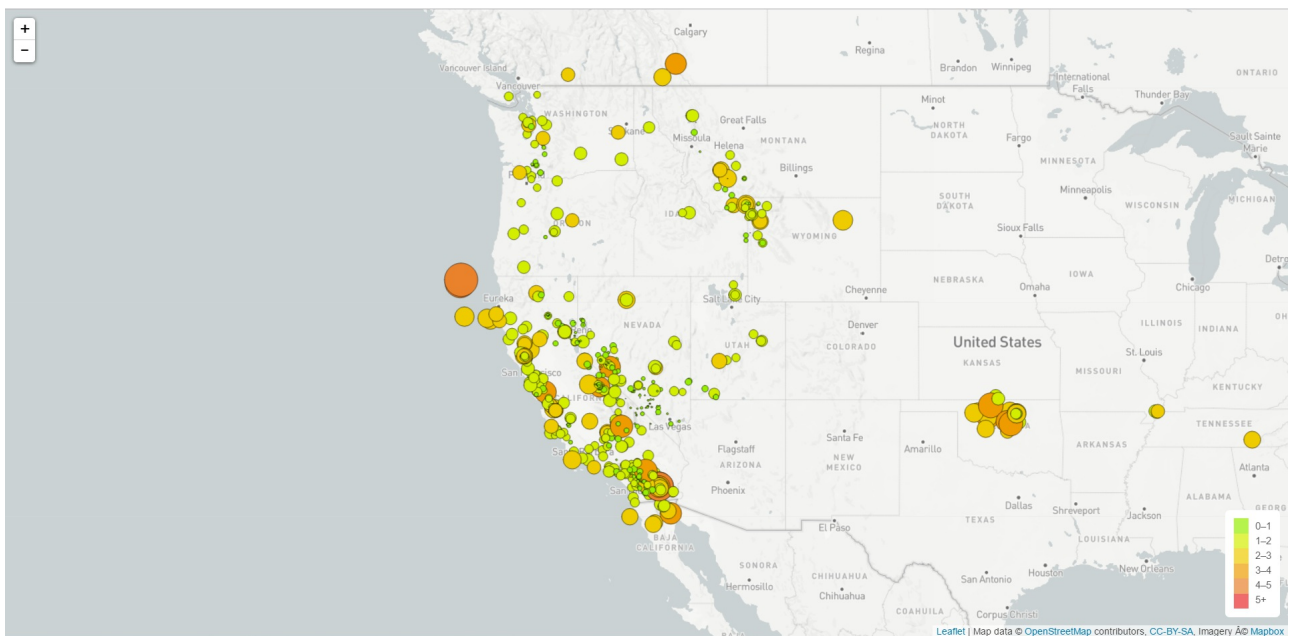 +
−
Calgary
Regina
Vancouver Island
Brandon
Winnipeg
ONTARIO
International
Falls
Vancouver
Thunder Bay
Minot
WASHINGTON
Great Falls
NORTH
DAKOTA
Fargo
Sault Sainte
Marie
Missoula
Helena
MONTANA
MINNESOTA
Billings
Minneapolis
SOUTH
DAKOTA
WISCONSIN
MICHIGAN
Sioux Falls
WYOMING
NEBRASKA
IOWA
Detre
Eureka
Cheyenne
Omaha
Chicago
Salt Lake City
NEVADA
Denver
ILLINOIS
INDIANA
OH
UTAH
COLORADO
United States
St. Louis
KANSAS
MISSOURI
KENTUCKY
Las Vegas
TENNESSEE
Santa Fe
Flagstaff
Amarillo
ARKANSAS
ARIZONA
NEW
MEXICO
Atlanta
Phoenix
ALABAMA
Dallas
Shreveport
GEORG
Jackson
TEXAS
El Paso
LOUISIANA
BAJA
CALIFORNIA
SONORA
CHIHUAHUA
Hermosillo
Chihuahua
San Antonio
Houston
New Orleans
COAHUILA
Corpus Christi
0–1
1–2
2–3
3–4
4–5
5+
Leaflet | Map data © OpenStreetMap contributors, CC-BY-SA, Imagery Â© Mapbox